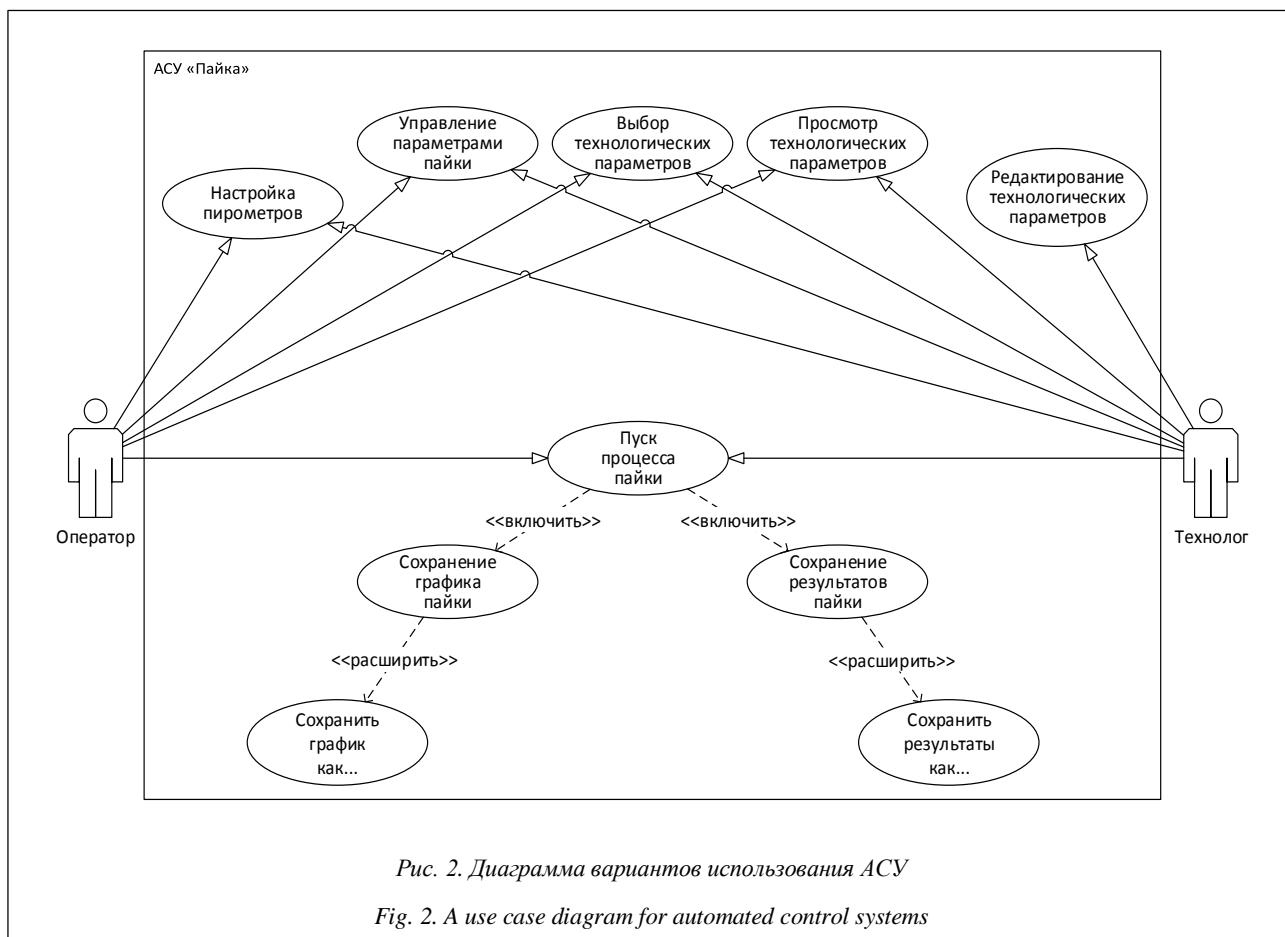 АСУ «Пайка»
Управление
параметрами
пайки
Выбор
технологических
параметров
Просмотр
технологических
параметров
Настройка
пирометров
Редактирование
технологических
параметров
Пуск
процесса
пайки
Оператор
Технолог
<<включить>>
<<включить>>
Сохранение
графика
пайки
Сохранение
результатов
пайки
<<расширить>>
<<расширить>>
Сохранить
график
как...
Сохранить
результаты
как...
Рис. 2. Диаграмма вариантов использования АСУ
Fig. 2. A use case diagram for automated control systems